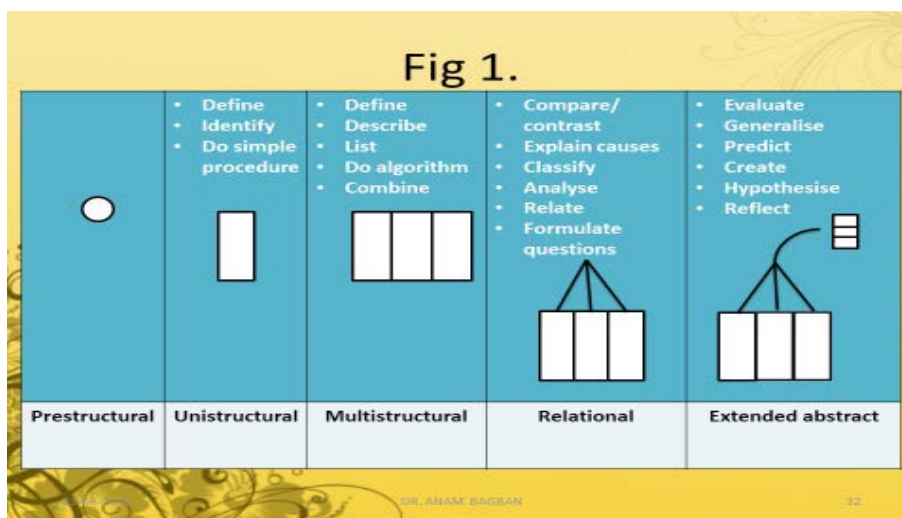 Fig 1.
• Define
• Identify
• Do simple
procedure
• Define
• Describe
• List
• Do algorithm
• Combine
• Compare/
contrast
• Explain causes
• Classify
• Analyse
• Relate
• Formulate
questions
• Evaluate
• Generalise
• Predict
• Create
• Hypothesise
• Reflect
Prestructural
Unistructural
Multistructural
Relational
Extended abstract
DR. ANAM BAGBAN
32